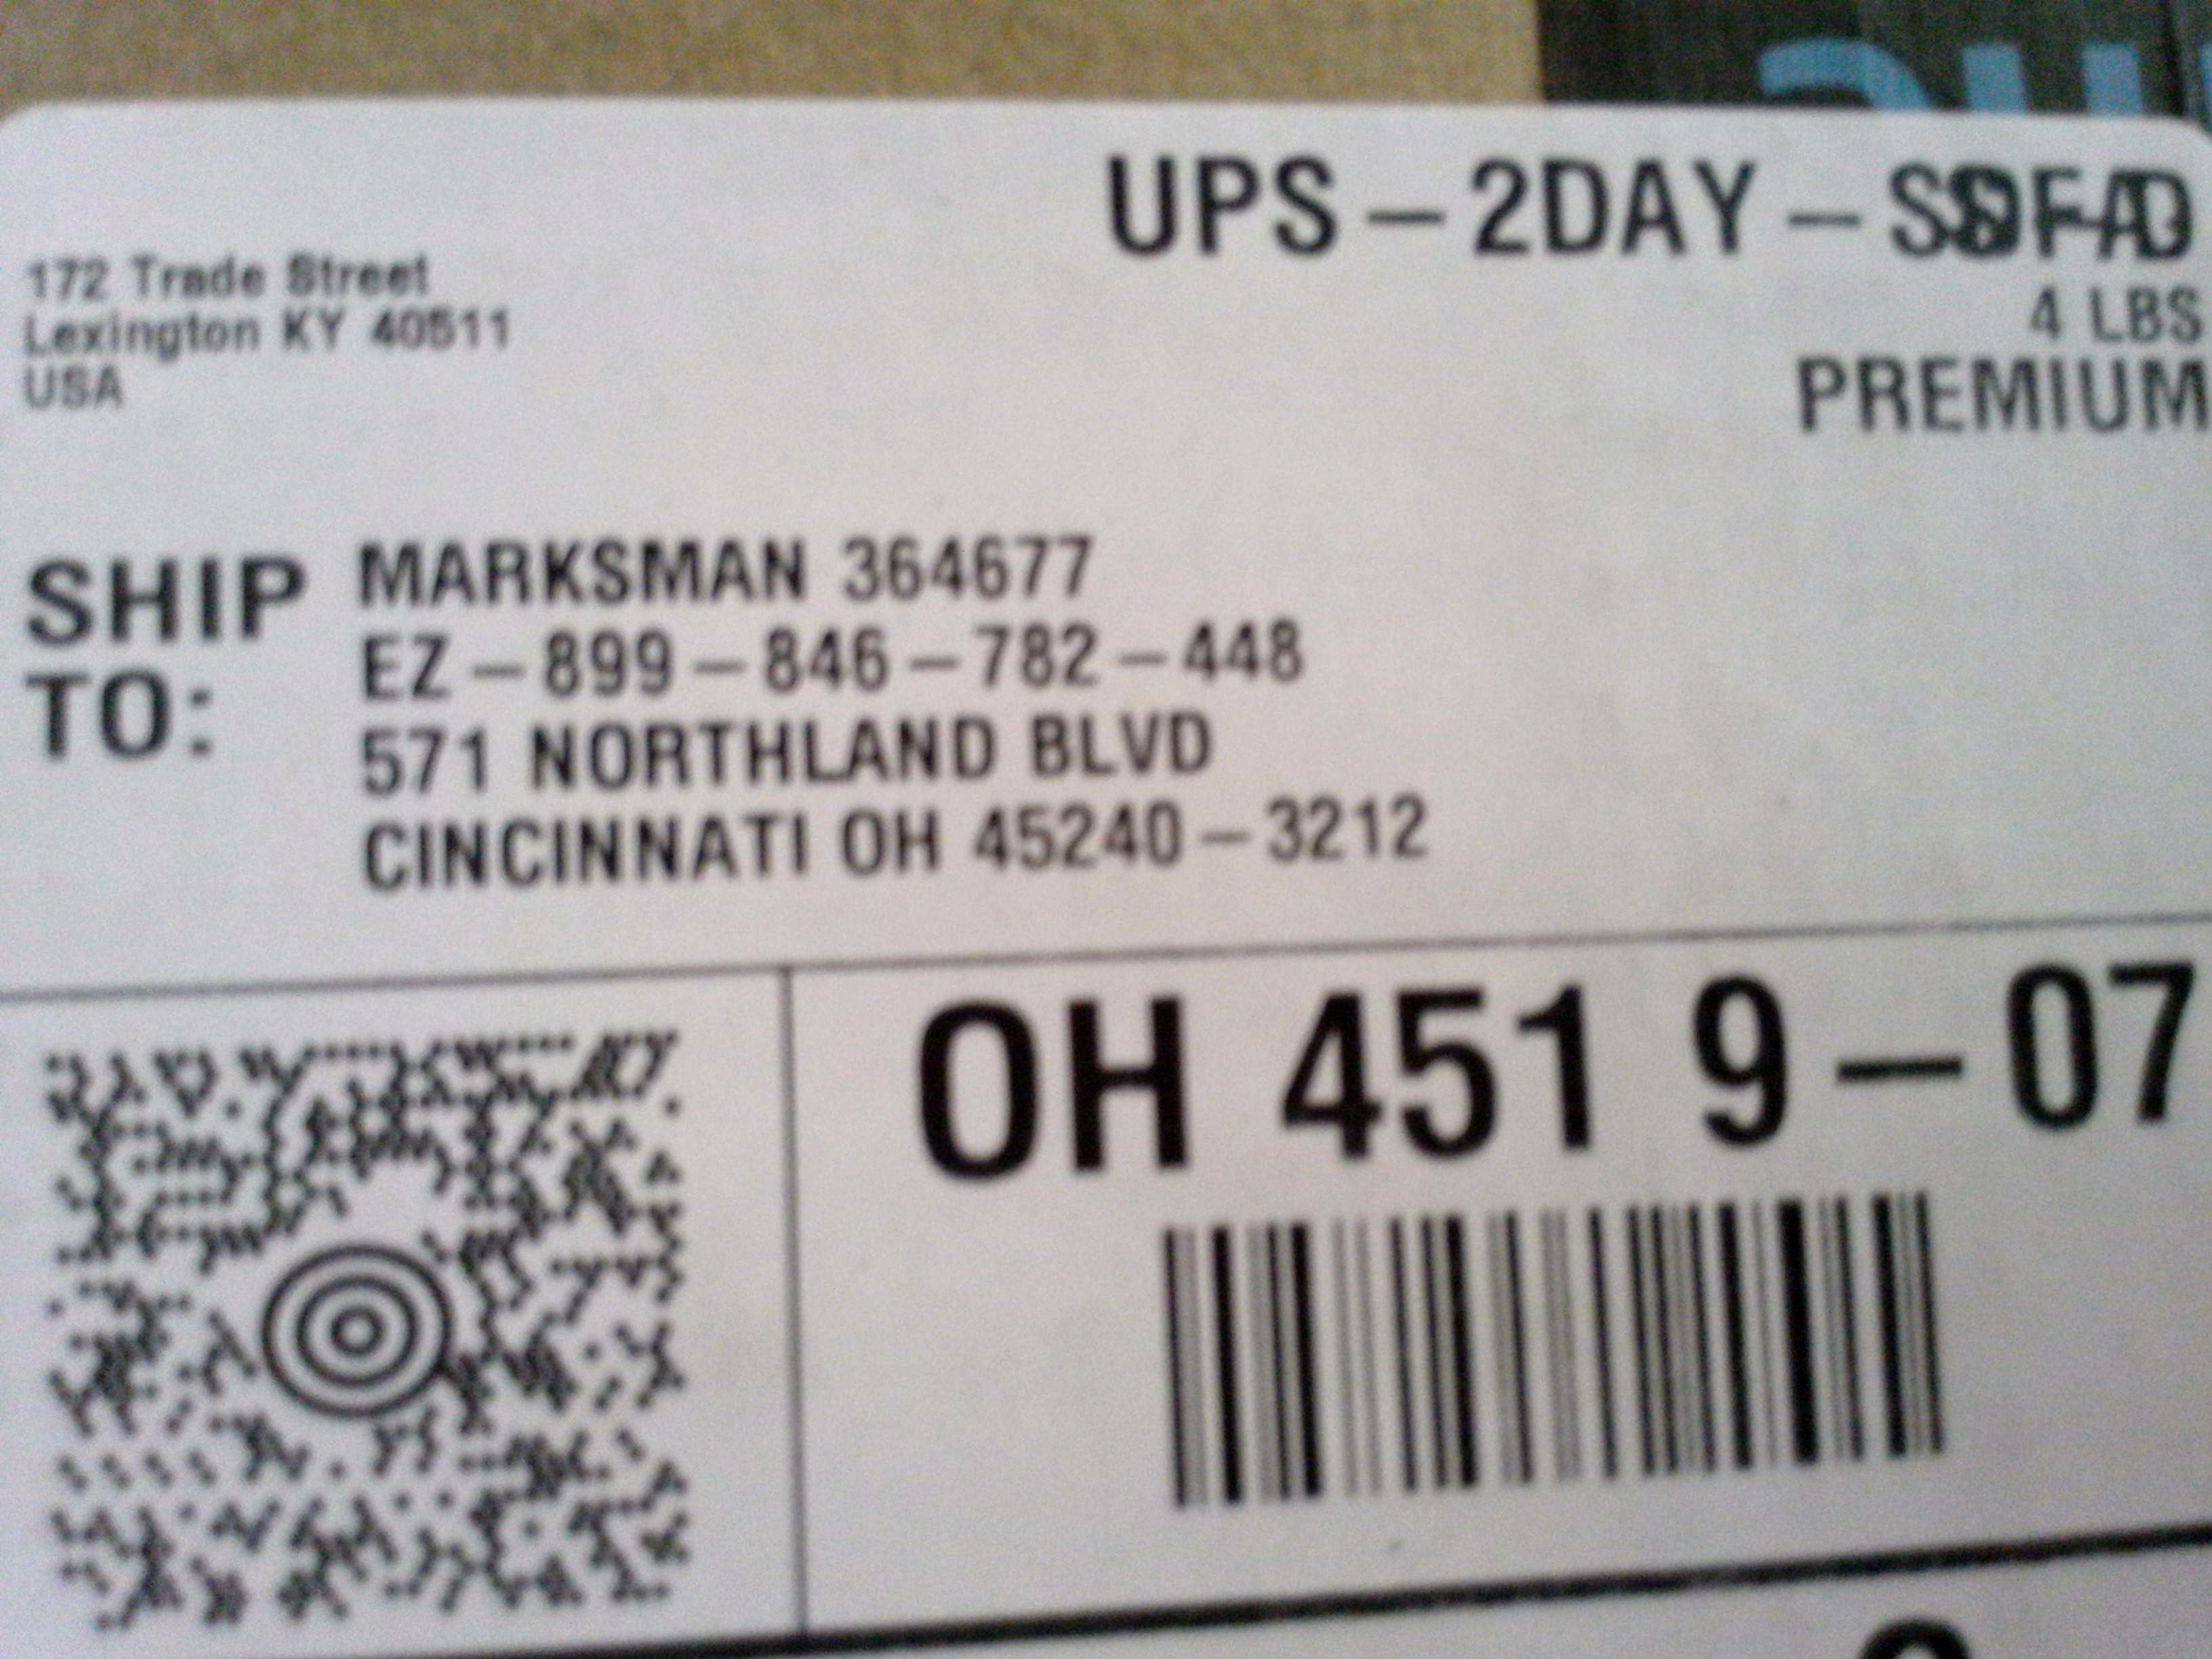 UPS-2DAY-
172 Trade Street
Lexington KY 40511
USA
4 LBS
PREMIUM
SHIP TO:
MARKSMAN 364677
EZ-899-846-782-448
571 NORTHLAND BLVD
CINCINNATI OH 45240-3212
OH 451 9-07